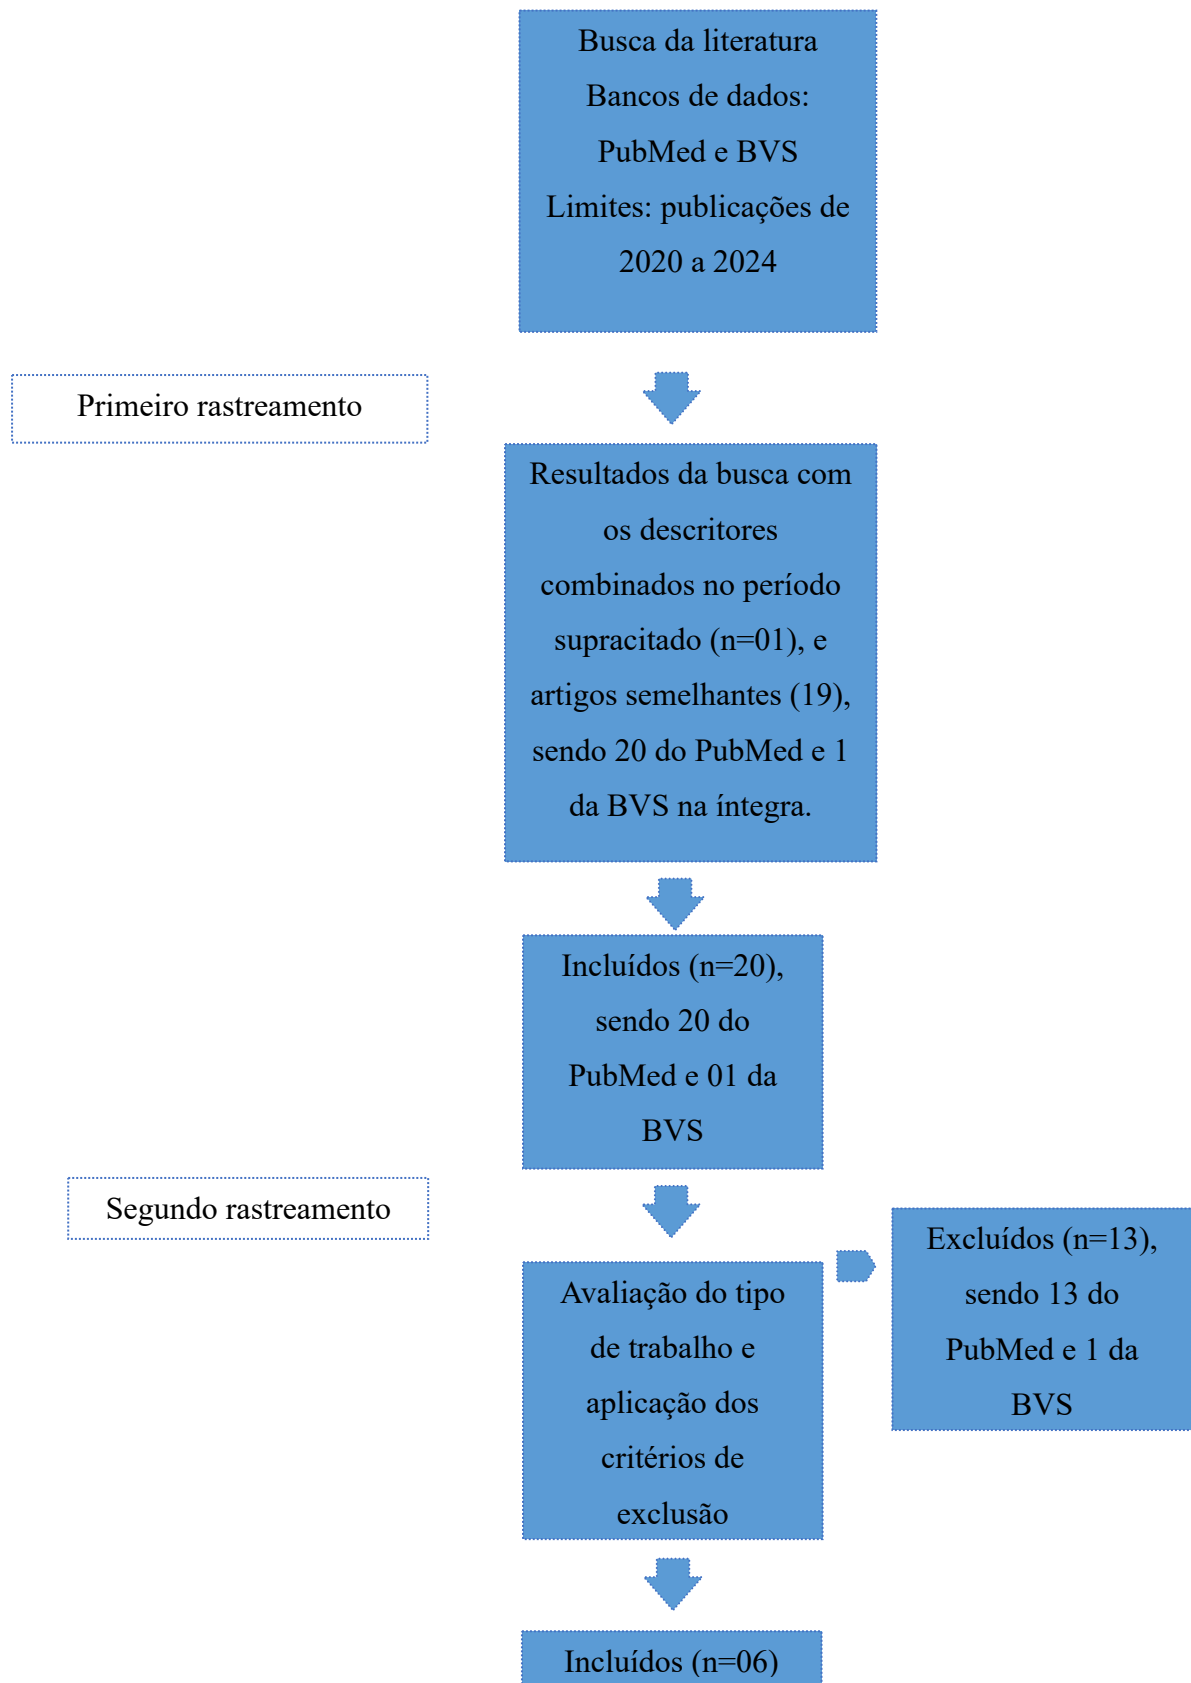 Busca da literatura
Bancos de dados:
PubMed e BVS
Limites: publicações de
2020 a 2024
Primeiro rastreamento
Resultados da busca com
os descritores
combinados no período
supracitado (n=01), e
artigos semelhantes (19),
sendo 20 do PubMed e 1
da BVS na íntegra.
Incluídos (n=20),
sendo 20 do
PubMed e 01 da
BVS
Segundo rastreamento
Avaliação do tipo
de trabalho e
aplicação dos
critérios de
exclusão
Excluídos (n=13),
sendo 13 do
PubMed e 1 da
BVS
Incluídos (n=06)